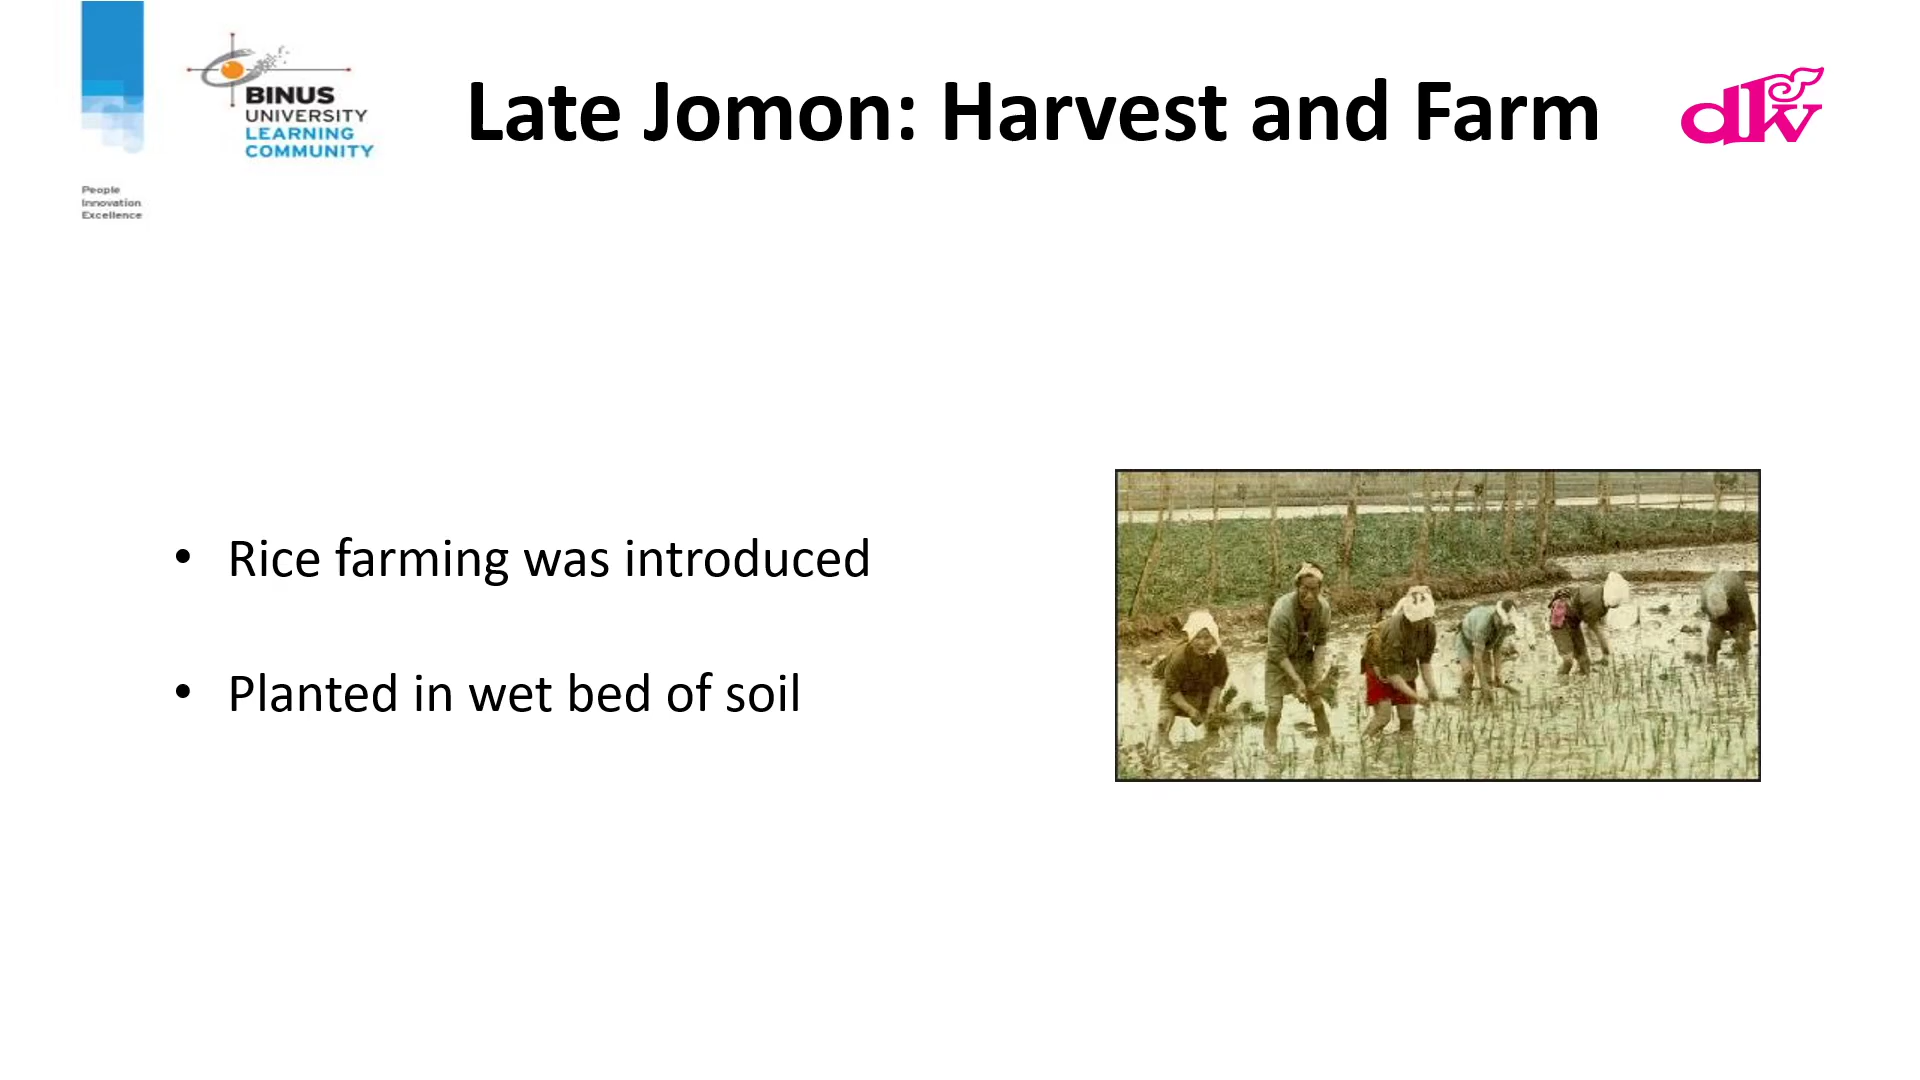 BINUS
UNIVERSITY
LEARNING
COMMUNITY
Late Jomon: Harvest and Farm
dkv
People
Innovation
Excellence
• Rice farming was introduced
• Planted in wet bed of soil